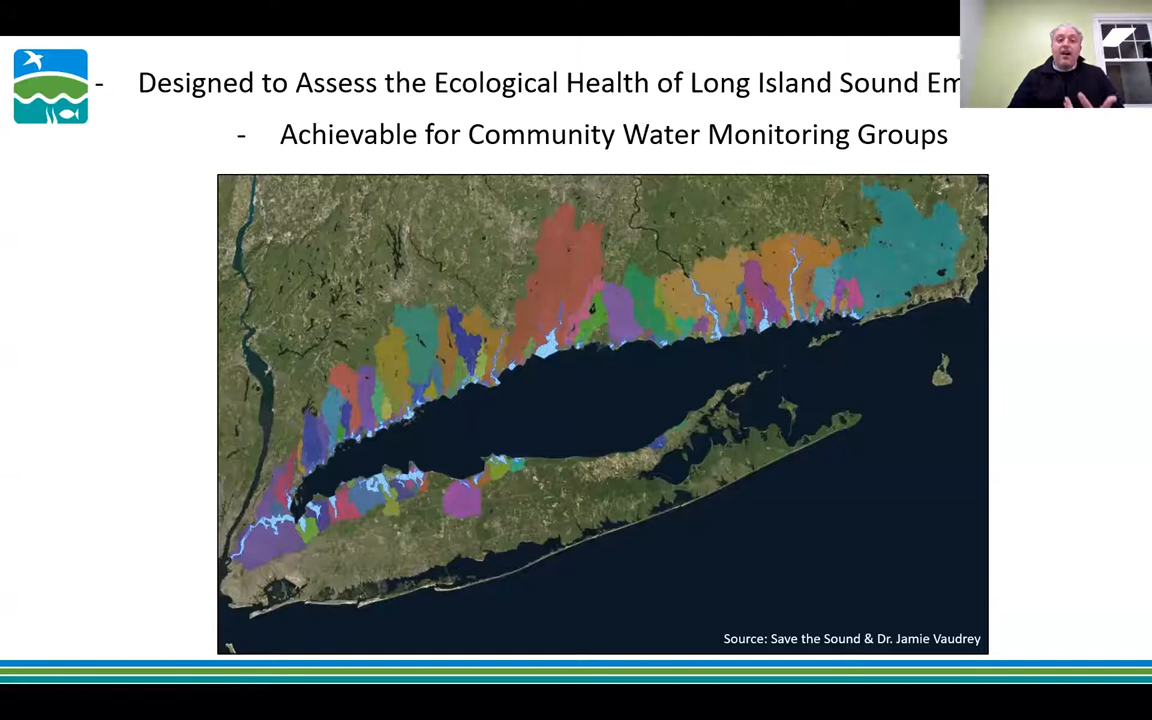 - Designed to Assess the Ecological Health of Long Island Sound
- Achievable for Community Water Monitoring Groups
Source: Save the Sound & Dr. Jamie Vaudrey